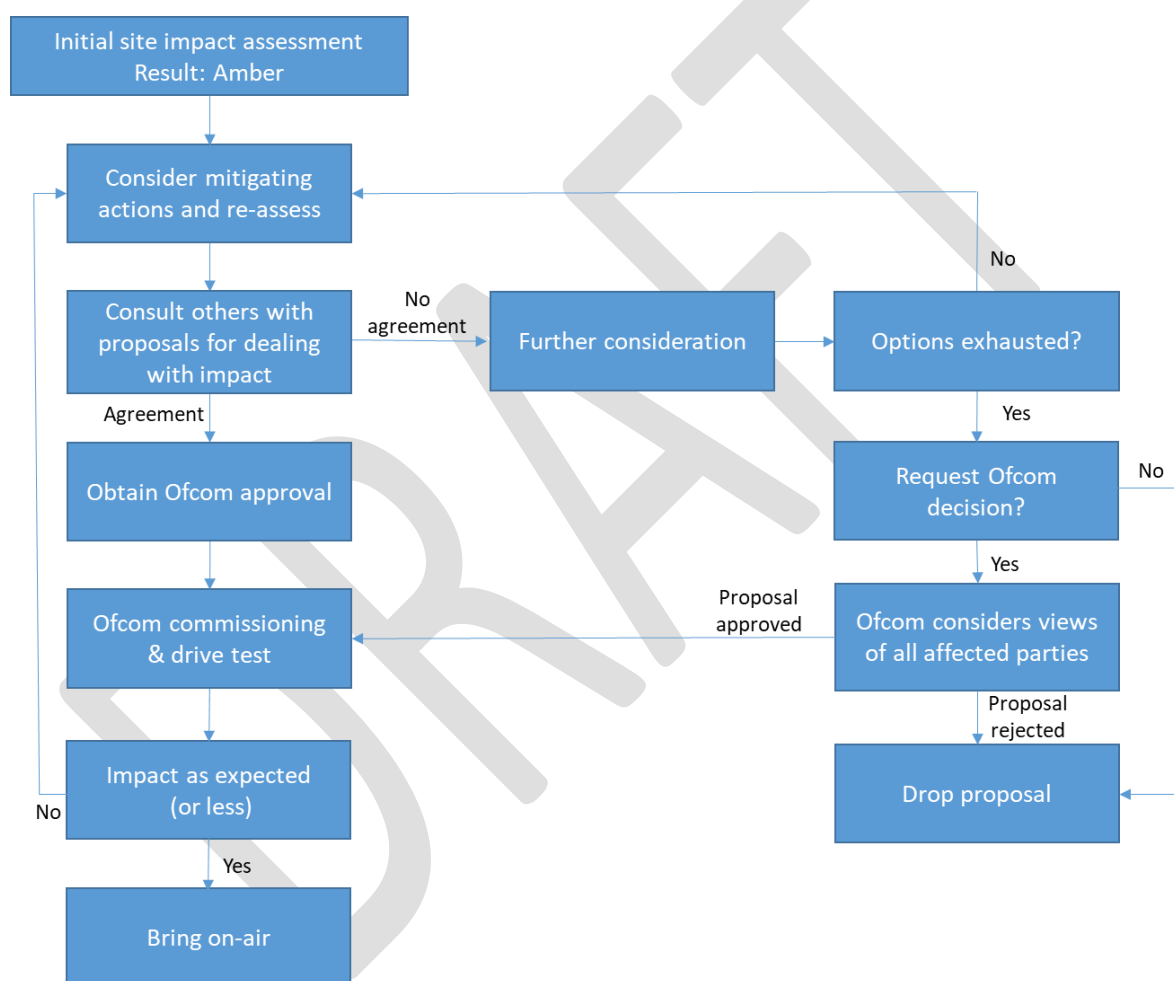 Initial site impact assessment
Result: Amber
Consider mitigating
actions and re-assess
No
Consult others with
proposals for dealing
with impact
No
agreement
Further consideration
Options exhausted?
Agreement
Yes
Obtain Ofcom approval
Request Ofcom
decision?
No
Yes
Ofcom commissioning
& drive test
Proposal
approved
Ofcom considers views
of all affected parties
Proposal
rejected
Impact as expected
(or less)
No
Drop proposal
Yes
Bring on-air
DRAFT